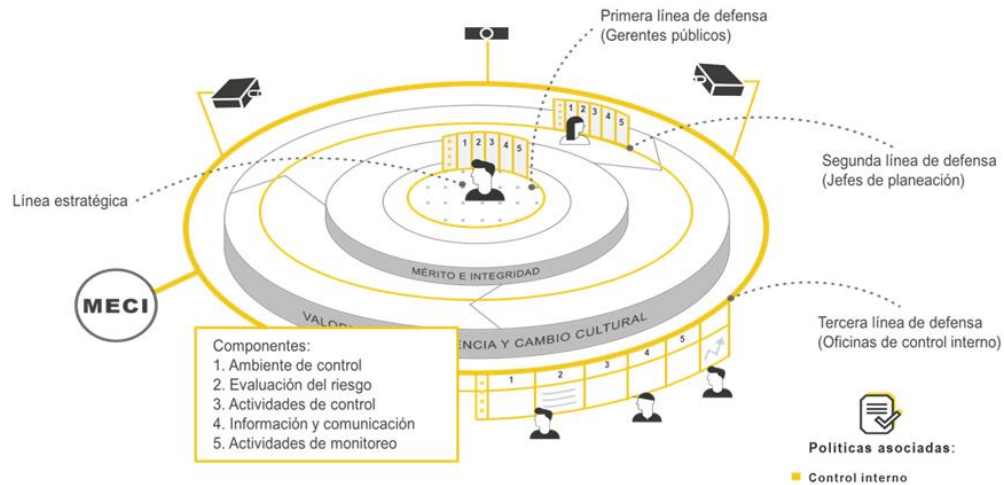 Primera línea de defensa
(Gerentes públicos)
1 2 3 4 5
1 2 3 4 5
Segunda línea de defensa
(Jefes de planeación)
Línea estratégica
MÉRITO E INTEGRIDAD
MECI
VALOR
ENCIA Y CAMBIO CULTURAL
Tercera línea de defensa
(Oficinas de control interno)
Componentes:
1. Ambiente de control
2. Evaluación del riesgo
3. Actividades de control
4. Información y comunicación
5. Actividades de monitoreo
1 2 3 4 5
Políticas asociadas:
Control interno